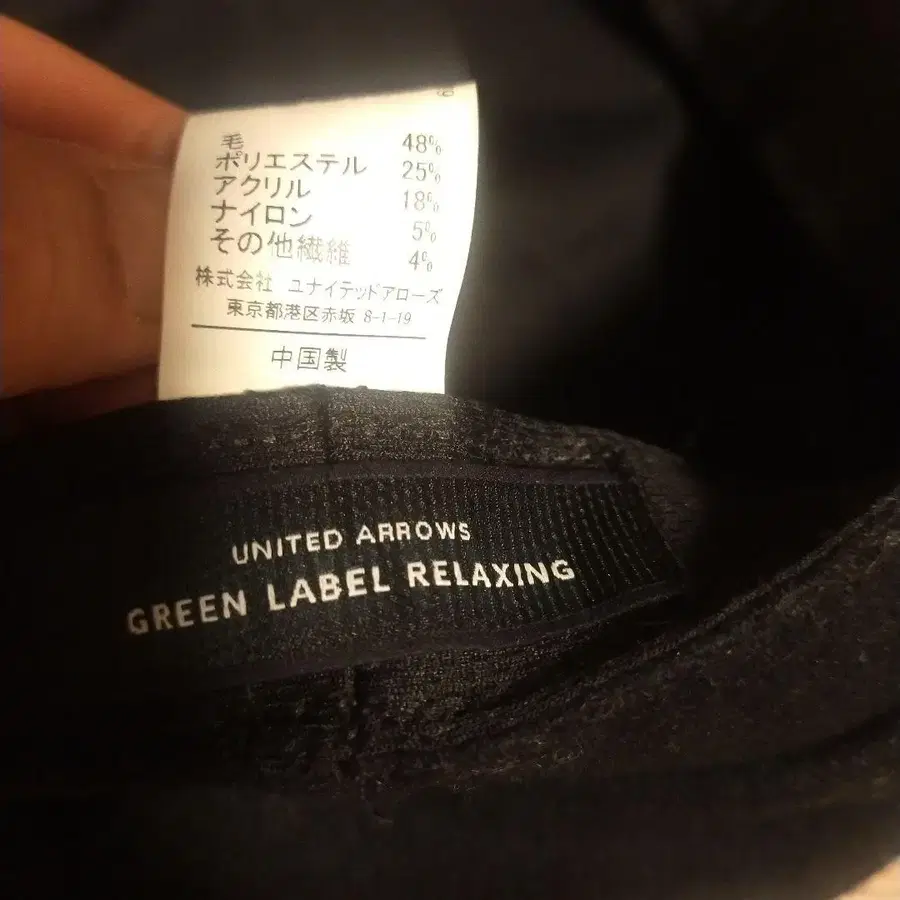 毛 48%
ポリエステル 25%
アクリル 18%
ナイロン 5%
その他繊維 4%
株式会社 ユナイテッドアローズ
東京都港区赤坂 8-1-19
中国製
UNITED ARROWS
GREEN LABEL RELAXING